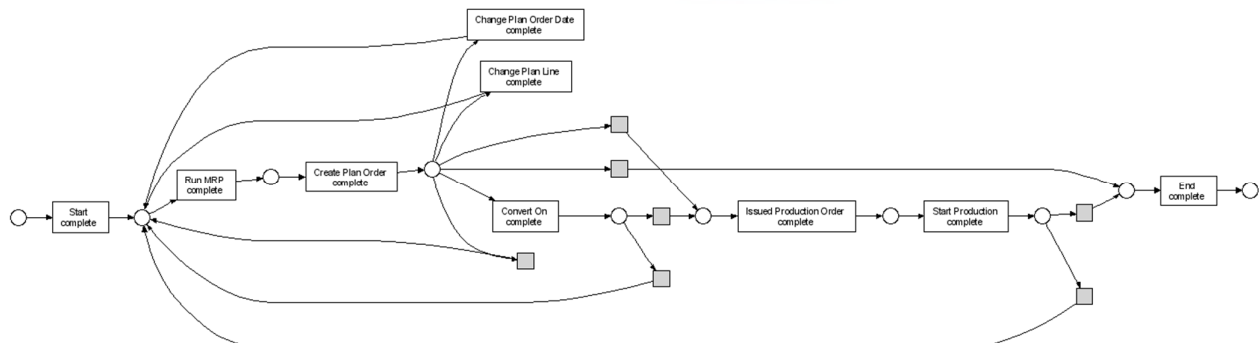 Change Plan Order Date
complete
Change Plan Line
complete
Run MRP
complete
Create Plan Order
complete
Start
complete
Convert On
complete
Issued Production Order
complete
Start Production
complete
End
complete